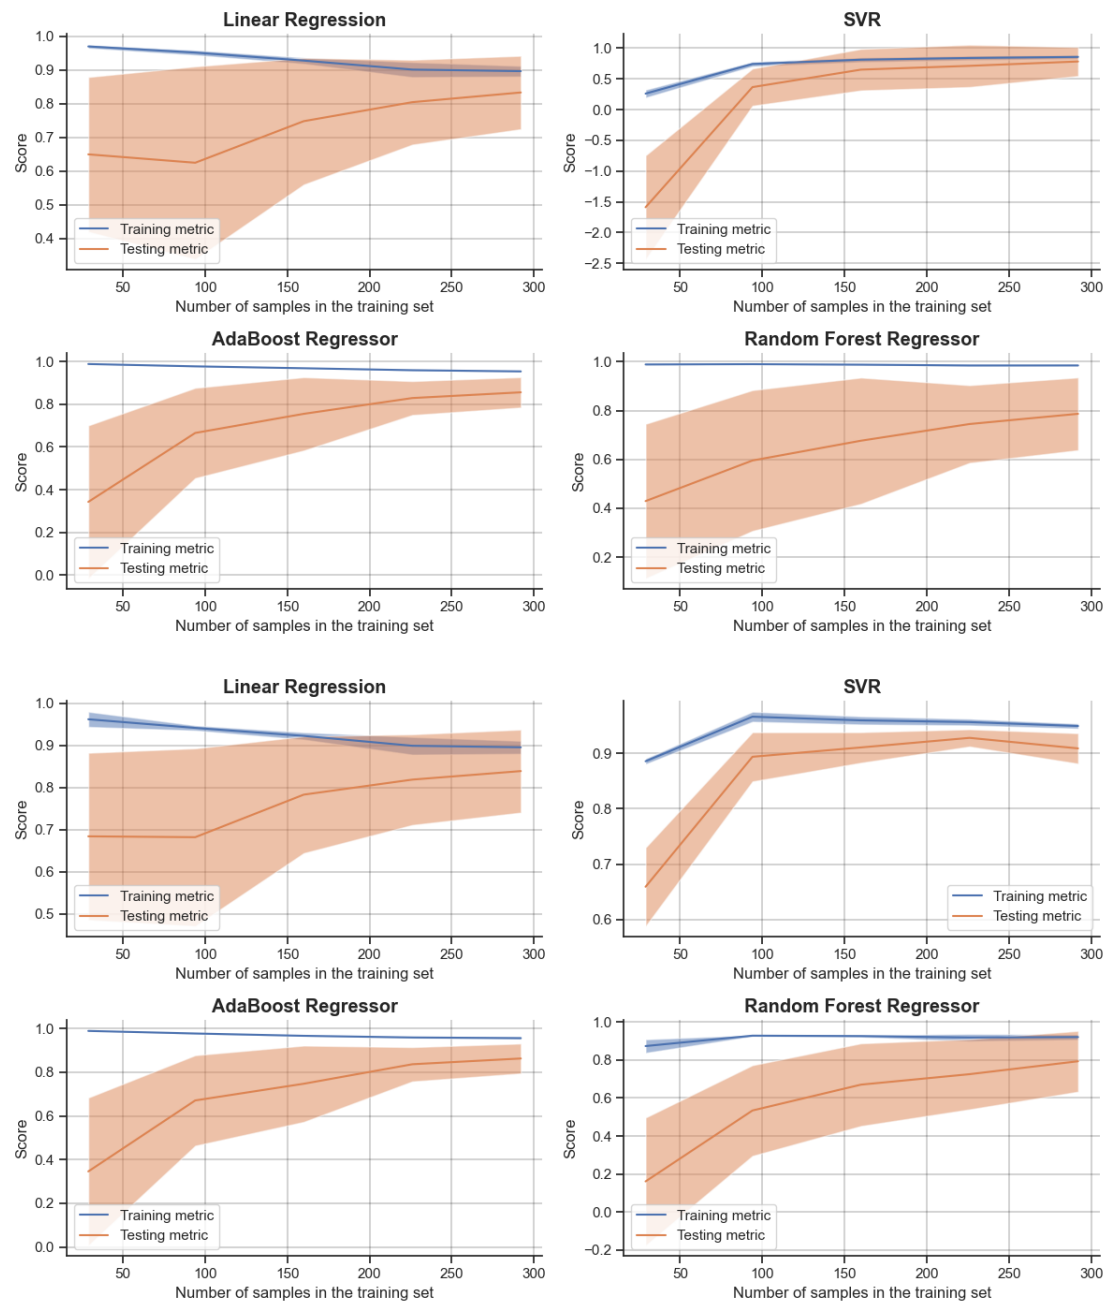 Linear Regression
1.0
0.9
0.8
0.7
0.6
0.5
0.4
Score
Training metric
Testing metric
50 100 150 200 250 300
Number of samples in the training set
SVR
1.0
0.5
0.0
−0.5
−1.0
−1.5
−2.0
−2.5
Score
Training metric
Testing metric
50 100 150 200 250 300
Number of samples in the training set
AdaBoost Regressor
1.0
0.8
0.6
0.4
0.2
0.0
Score
Training metric
Testing metric
50 100 150 200 250 300
Number of samples in the training set
Random Forest Regressor
1.0
0.8
0.6
0.4
0.2
Score
Training metric
Testing metric
50 100 150 200 250 300
Number of samples in the training set
Linear Regression
1.0
0.9
0.8
0.7
0.6
0.5
Score
Training metric
Testing metric
50 100 150 200 250 300
Number of samples in the training set
SVR
0.9
0.8
0.7
0.6
Score
Training metric
Testing metric
50 100 150 200 250 300
Number of samples in the training set
AdaBoost Regressor
1.0
0.8
0.6
0.4
0.2
0.0
Score
Training metric
Testing metric
50 100 150 200 250 300
Number of samples in the training set
Random Forest Regressor
1.0
0.8
0.6
0.4
0.2
0.0
−0.2
Score
Training metric
Testing metric
50 100 150 200 250 300
Number of samples in the training set